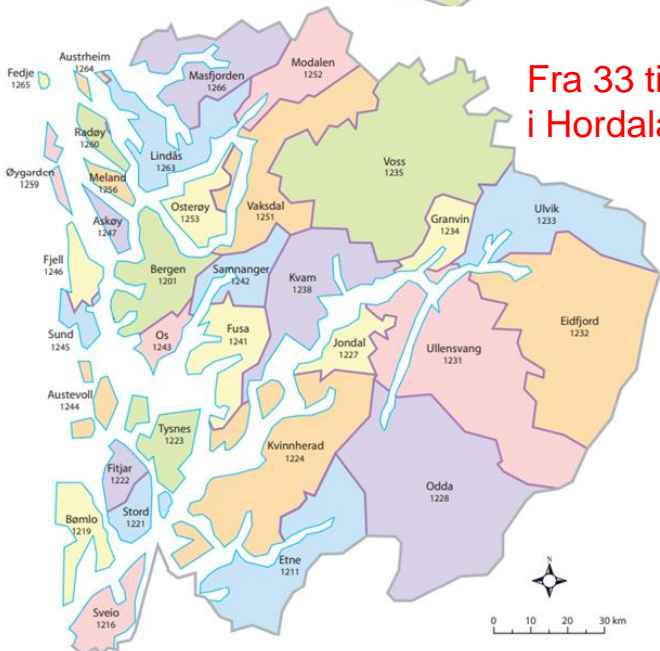 Fra 33 ti
i Hordala
Austrheim
1264
Fedje
1265
Masfjorden
1266
Modalen
1252
Radøy
1260
Lindås
1263
Voss
1235
Øygarden
1259
Meland
1256
Osterøy
1253
Vaksdal
1251
Askøy
1247
Granvin
1234
Ulvik
1233
Fjell
1246
Bergen
1201
Samnanger
1242
Kvam
1238
Sund
1245
Os
1243
Fusa
1241
Jondal
1227
Ullensvang
1231
Eidfjord
1232
Austevoll
1244
Tysnes
1223
Kvinnherad
1224
Fitjar
1222
Odda
1228
Bømlo
1219
Stord
1221
Etne
1211
Sveio
1216
N
0 10 20 30 km